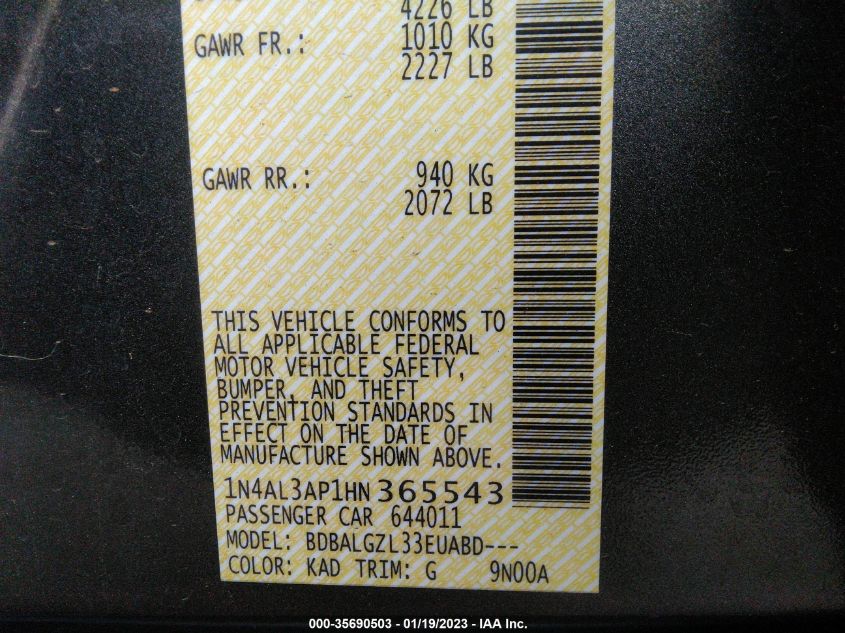 4226 LB
GAWR FR.: 1010 KG
2227 LB
GAWR RR.: 940 KG
2072 LB
THIS VEHICLE CONFORMS TO
ALL APPLICABLE FEDERAL
MOTOR VEHICLE SAFETY,
BUMPER, AND THEFT
PREVENTION STANDARDS IN
EFFECT ON THE DATE OF
MANUFACTURE SHOWN ABOVE.
1N4AL3AP1HN365543
PASSENGER CAR 644011
MODEL: BDBALGZL33EUABD---
COLOR: KAD TRIM: G 9N00A
000-35690503 - 01/19/2023 - IAA Inc.